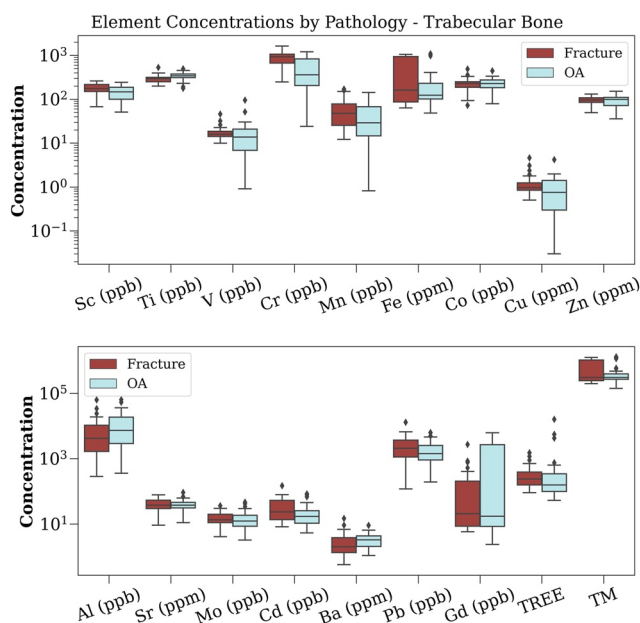 Element Concentrations by Pathology - Trabecular Bone
Concentration
10³
10²
10¹
10⁰
10⁻¹
Fracture
OA
Sc (ppb)
Ti (ppb)
V (ppb)
Cr (ppb)
Mn (ppb)
Fe (ppm)
Co (ppb)
Cu (ppm)
Zn (ppm)
Concentration
10⁵
10³
10¹
Fracture
OA
Al (ppb)
Sr (ppm)
Mo (ppb)
Cd (ppb)
Ba (ppm)
Pb (ppb)
Gd (ppb)
TREE
TM